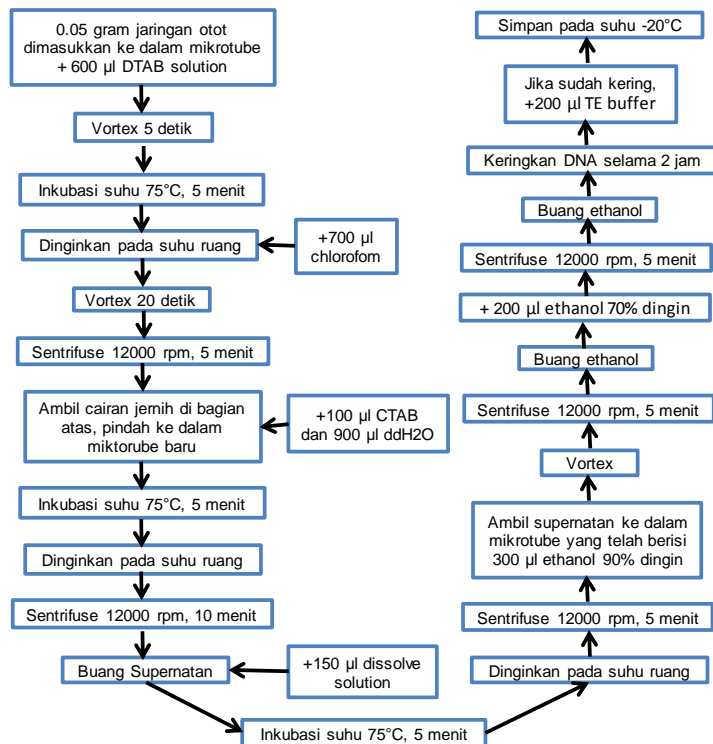 0.05 gram jaringan otot
dimasukkan ke dalam mikrotube
+ 600 µl DTAB solution
Vortex 5 detik
Inkubasi suhu 75°C, 5 menit
Dinginkan pada suhu ruang
+700 µl
chlorofom
Vortex 20 detik
Sentrifuse 12000 rpm, 5 menit
Ambil cairan jernih di bagian
atas, pindah ke dalam
miktorube baru
+100 µl CTAB
dan 900 µl ddH2O
Inkubasi suhu 75°C, 5 menit
Dinginkan pada suhu ruang
Sentrifuse 12000 rpm, 10 menit
Buang Supernatan
+150 µl dissolve
solution
Inkubasi suhu 75°C, 5 menit
Dinginkan pada suhu ruang
Sentrifuse 12000 rpm, 5 menit
Ambil supernatan ke dalam
mikrotube yang telah berisi
300 µl ethanol 90% dingin
Vortex
Sentrifuse 12000 rpm, 5 menit
Buang ethanol
+ 200 µl ethanol 70% dingin
Sentrifuse 12000 rpm, 5 menit
Buang ethanol
Keringkan DNA selama 2 jam
Jika sudah kering,
+200 µl TE buffer
Simpan pada suhu -20°C